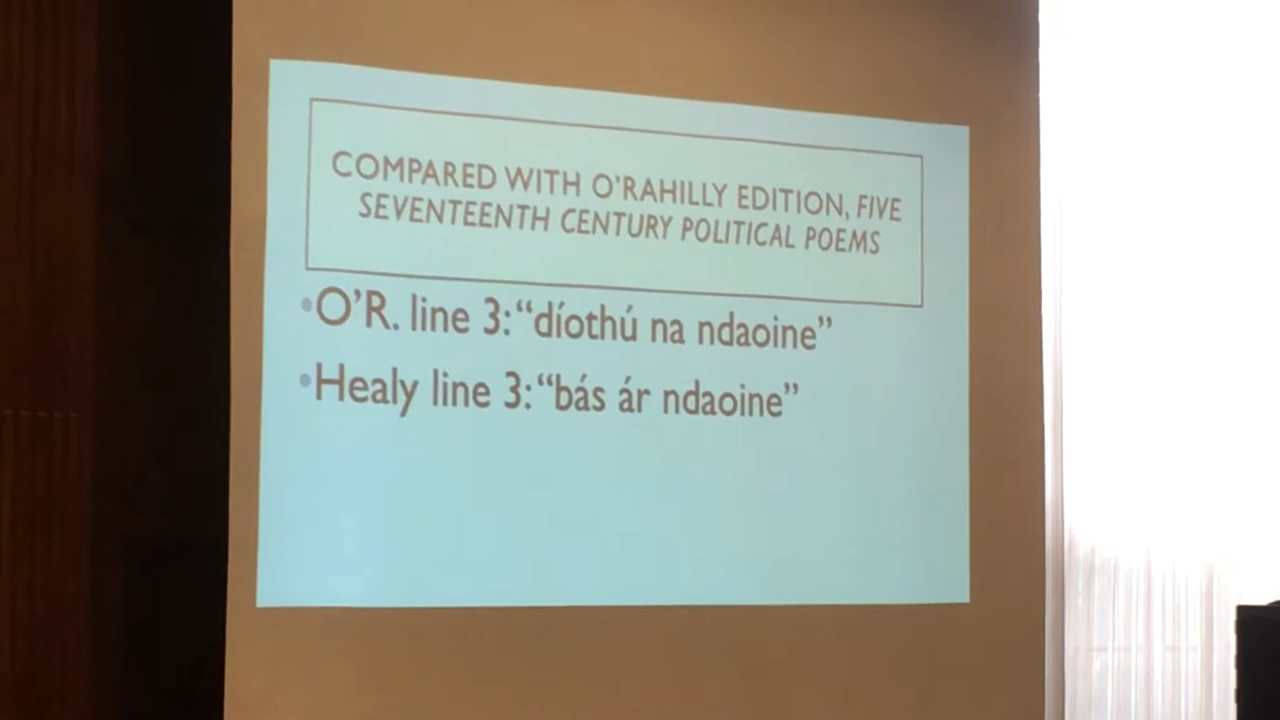 COMPARED WITH O'RAHILLY EDITION, FIVE
SEVENTEENTH CENTURY POLITICAL POEMS
•O'R. line 3:“díothú na ndaoine”
•Healy line 3:“bás ár ndaoine”